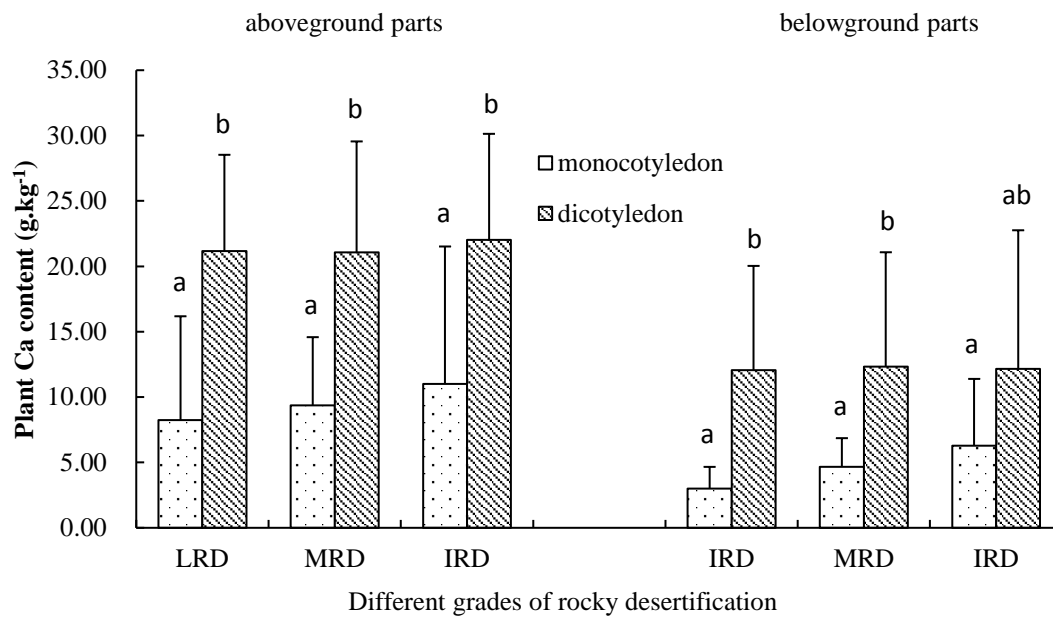 aboveground parts belowground parts
35.00
30.00
25.00
20.00
15.00
10.00
5.00
0.00
Plant Ca content (g.kg-1)
b b b
a a a
monocotyledon
dicotyledon
b b ab
a a a
LRD MRD IRD IRD MRD IRD
Different grades of rocky desertification